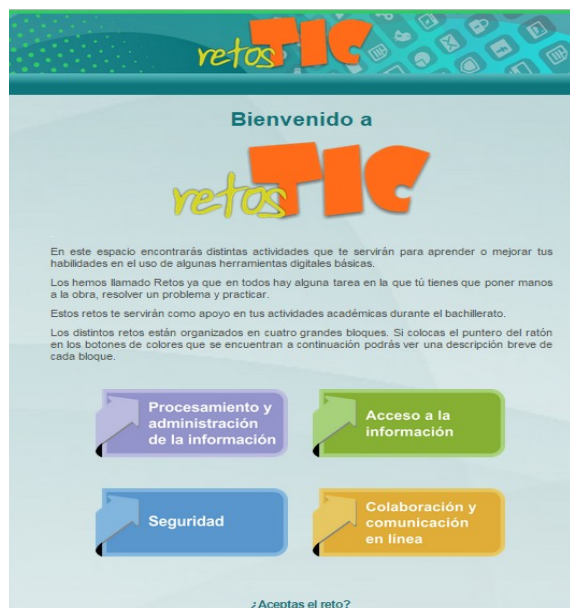 retos TIC
Bienvenido a
retos TIC
En este espacio encontrarás distintas actividades que te servirán para aprender o mejorar tus
habilidades en el uso de algunas herramientas digitales básicas.
Los hemos llamado Retos ya que en todos hay alguna tarea en la que tú tienes que poner manos
a la obra, resolver un problema y practicar.
Estos retos te servirán como apoyo en tus actividades académicas durante el bachillerato.
Los distintos retos están organizados en cuatro grandes bloques. Si colocas el puntero del ratón
en los botones de colores que se encuentran a continuación podrás ver una descripción breve de
cada bloque.
Procesamiento y
administración
de la información
Acceso a la
información
Seguridad
Colaboración y
comunicación
en línea
¿Aceptas el reto?